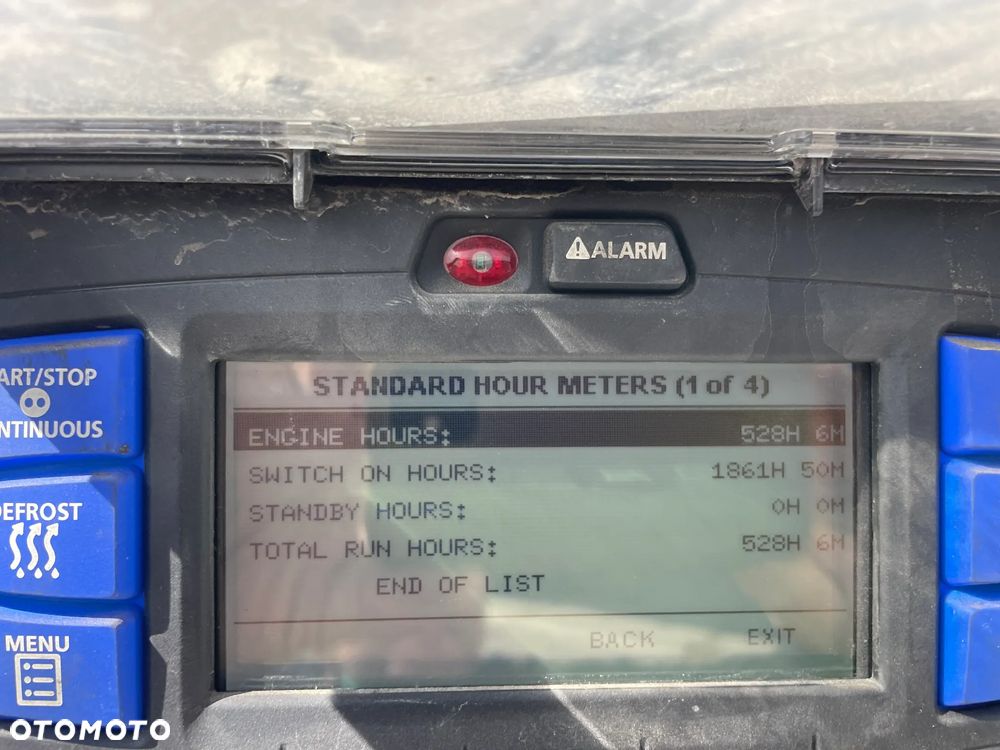 ⚠ALARM
ART/STOP
NTINUOUS
DEFROST
MENU
STANDARD HOUR METERS (1 of 4)
ENGINE HOURS: 528H 6M
SWITCH ON HOURS: 1861H 50M
STANDBY HOURS: 0H 0M
TOTAL RUN HOURS: 528H 6M
END OF LIST
BACK EXIT
OTOMOTO